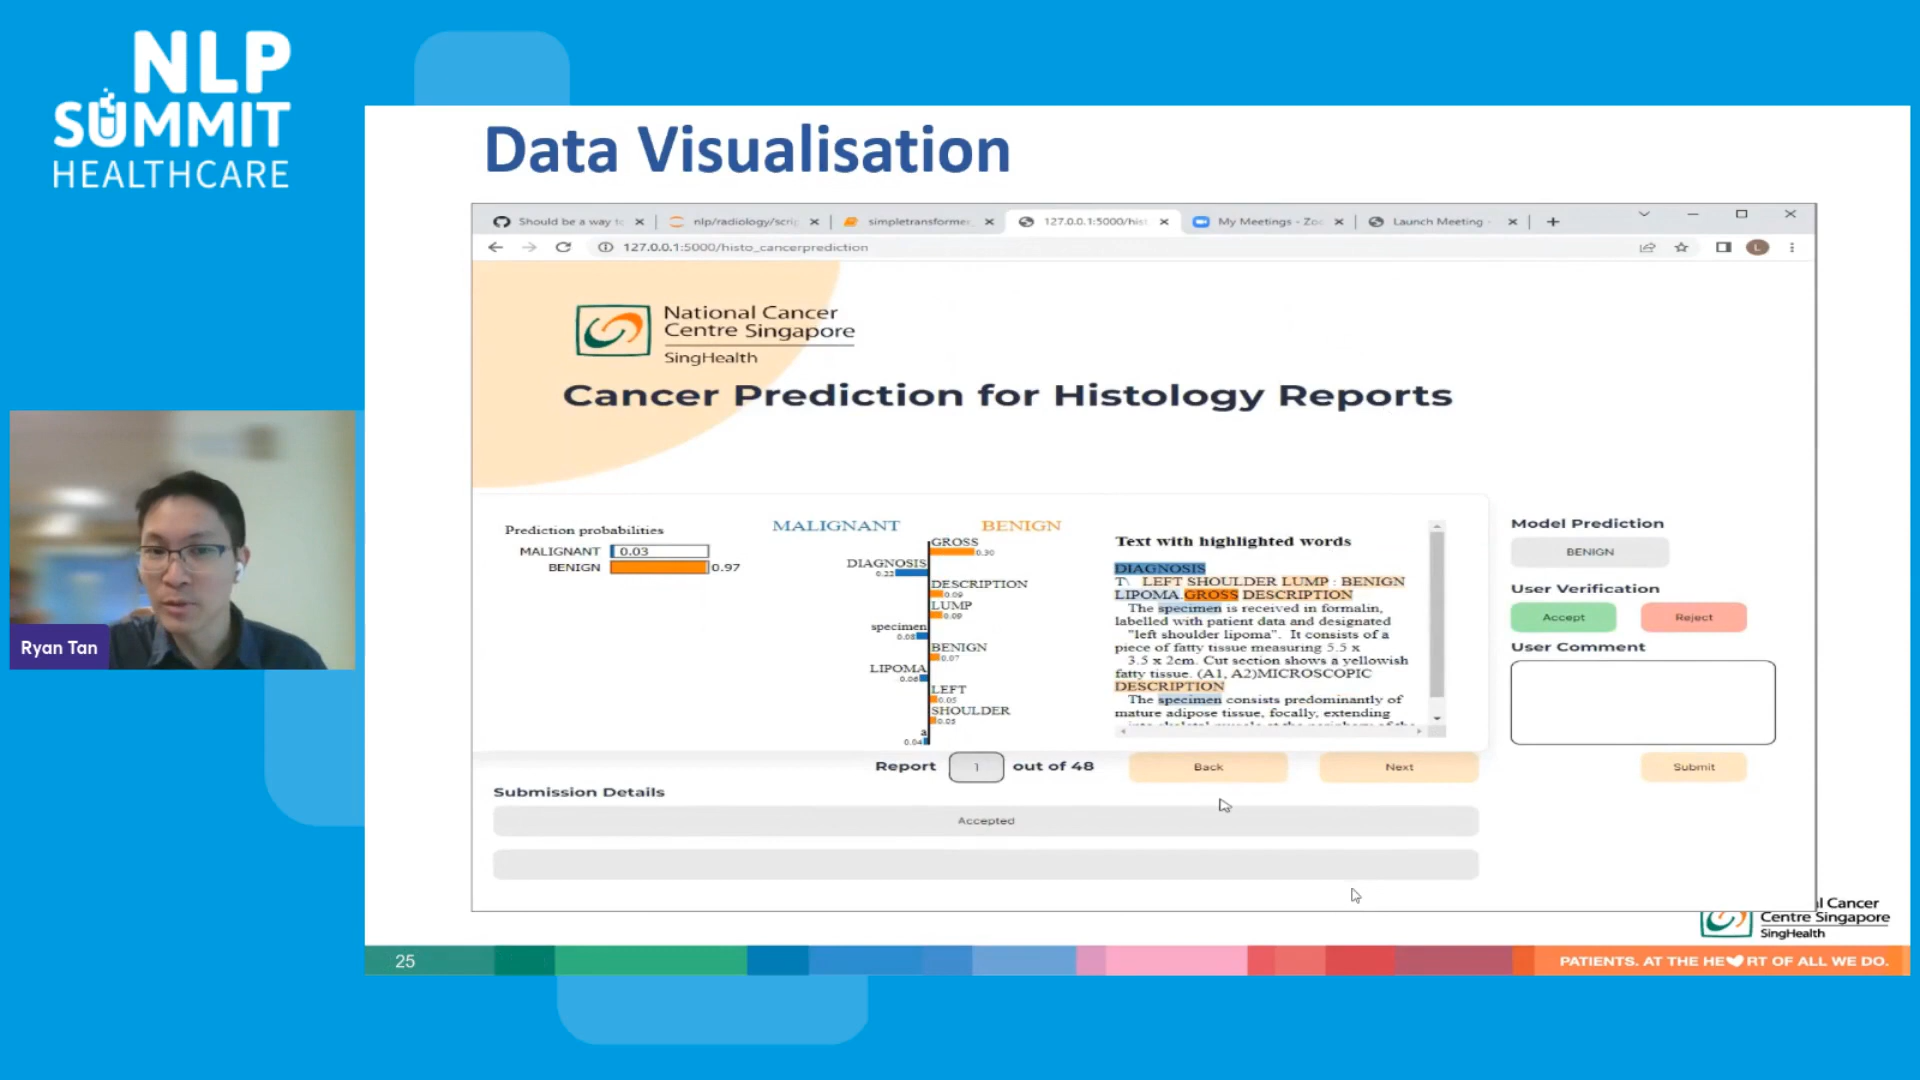 NLP
SUMMIT
HEALTHCARE
Data Visualisation
Should be a way to
nlp/radiology/scrip
simpletransformer
127.0.0.1:5000/hist
My Meetings - Zoo
Launch Meeting -
127.0.0.1:5000/histo_cancerprediction
L
National Cancer
Centre Singapore
SingHealth
Cancer Prediction for Histology Reports
Prediction probabilities
MALIGNANT 0.03
BENIGN 0.97
MALIGNANT BENIGN
GROSS
0.30
DIAGNOSIS
0.22
DESCRIPTION
0.09
LUMP
0.09
specimen
0.08
BENIGN
0.07
LIPOMA
0.06
LEFT
0.05
SHOULDER
0.05
a
0.04
Text with highlighted words
DIAGNOSIS
T\ LEFT SHOULDER LUMP : BENIGN
LIPOMA.GROSS DESCRIPTION
The specimen is received in formalin,
labelled with patient data and designated
"left shoulder lipoma". It consists of a
piece of fatty tissue measuring 5.5 x
3.5 x 2cm. Cut section shows a yellowish
fatty tissue. (A1, A2)MICROSCOPIC
DESCRIPTION
The specimen consists predominantly of
mature adipose tissue, focally, extending
Model Prediction
BENIGN
User Verification
Accept Reject
User Comment
Submit
Report 1 out of 48
Back Next
Submission Details
Accepted
Ryan Tan
l Cancer
Centre Singapore
SingHealth
25
PATIENTS. AT THE HE♥RT OF ALL WE DO.